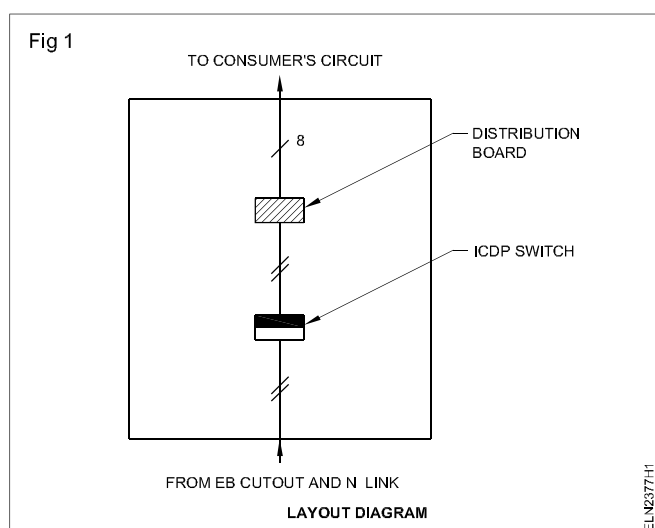 Fig 1
TO CONSUMER'S CIRCUIT
8
DISTRIBUTION
BOARD
ICDP SWITCH
FROM EB CUTOUT AND N LINK
LAYOUT DIAGRAM
ELN2377H1